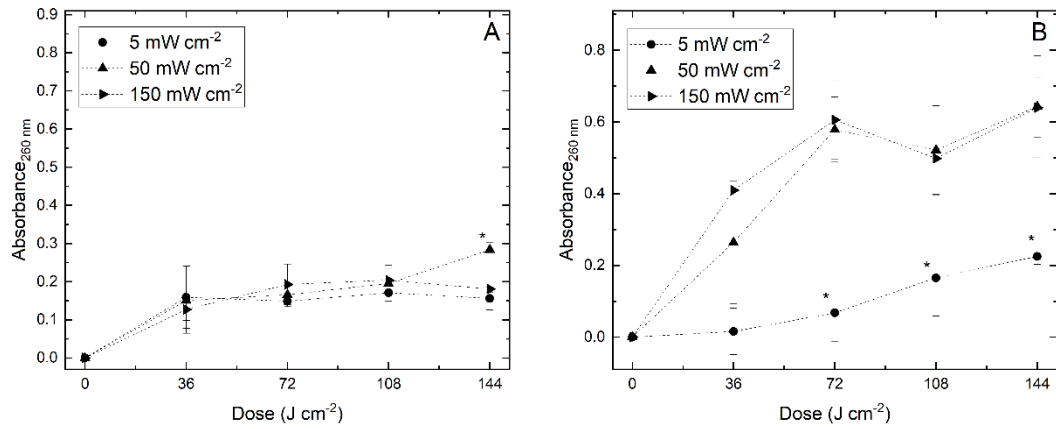 A
5 mW cm-2
50 mW cm-2
150 mW cm-2
0.9
0.8
0.7
0.6
0.5
0.4
0.3
0.2
0.1
0.0
Absorbance260 nm
*
0 36 72 108 144
Dose (J cm-2)
B
5 mW cm-2
50 mW cm-2
150 mW cm-2
0.8
0.6
0.4
0.2
0.0
Absorbance260 nm
*
*
*
0 36 72 108 144
Dose (J cm-2)